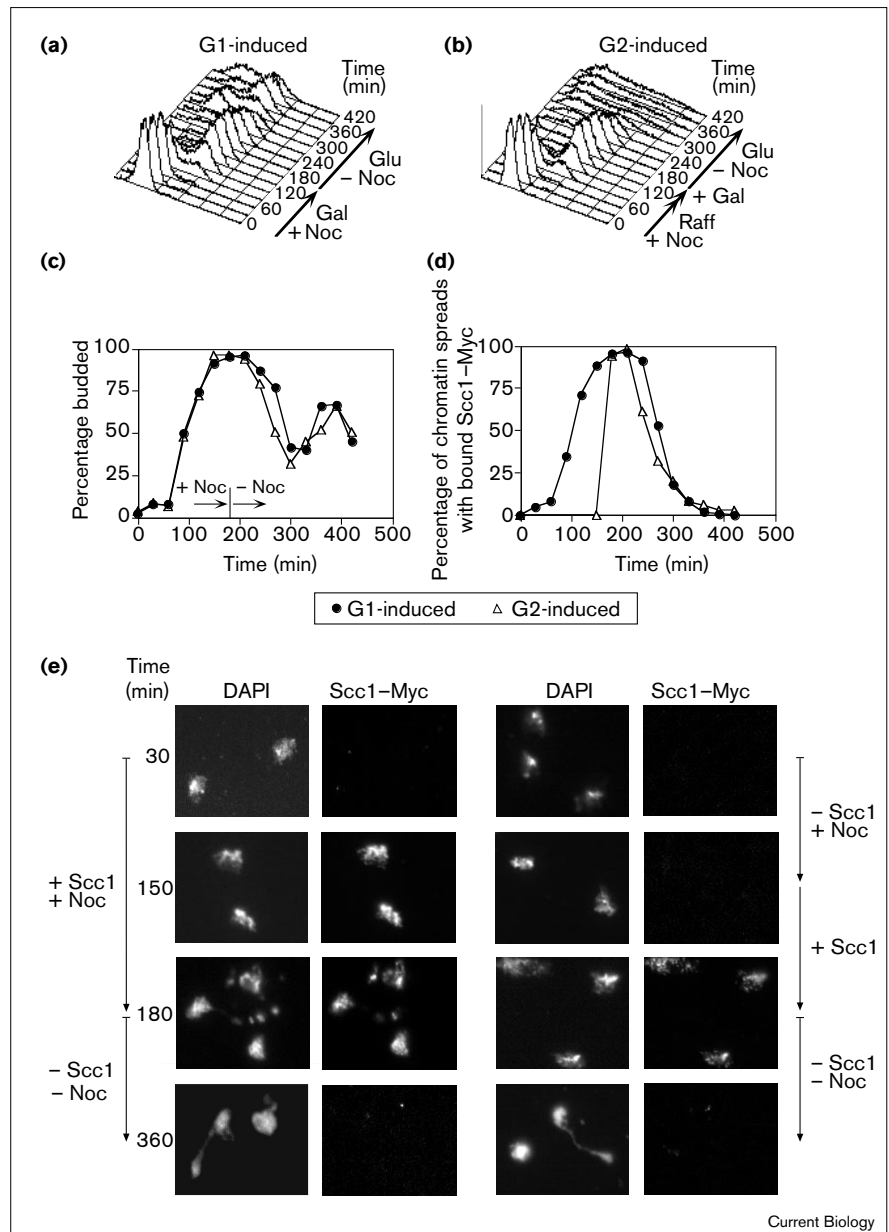 (a)
G1-induced
Time
(min)
420
360
300
240
180
120
60
0
Glu
– Noc
Gal
+ Noc
(b)
G2-induced
Time
(min)
420
360
300
240
180
120
60
0
Glu
– Noc
+ Gal
Raff
+ Noc
(c)
Percentage budded
100
75
50
25
0
+ Noc
– Noc
0 100 200 300 400 500
Time (min)
(d)
Percentage of chromatin spreads
with bound Scc1–Myc
100
75
50
25
0
0 100 200 300 400 500
Time (min)
G1-induced G2-induced
(e)
Time
(min)
DAPI Scc1–Myc DAPI Scc1–Myc
30
150
180
360
+ Scc1
+ Noc
– Scc1
– Noc
– Scc1
+ Noc
+ Scc1
– Scc1
– Noc
Current Biology